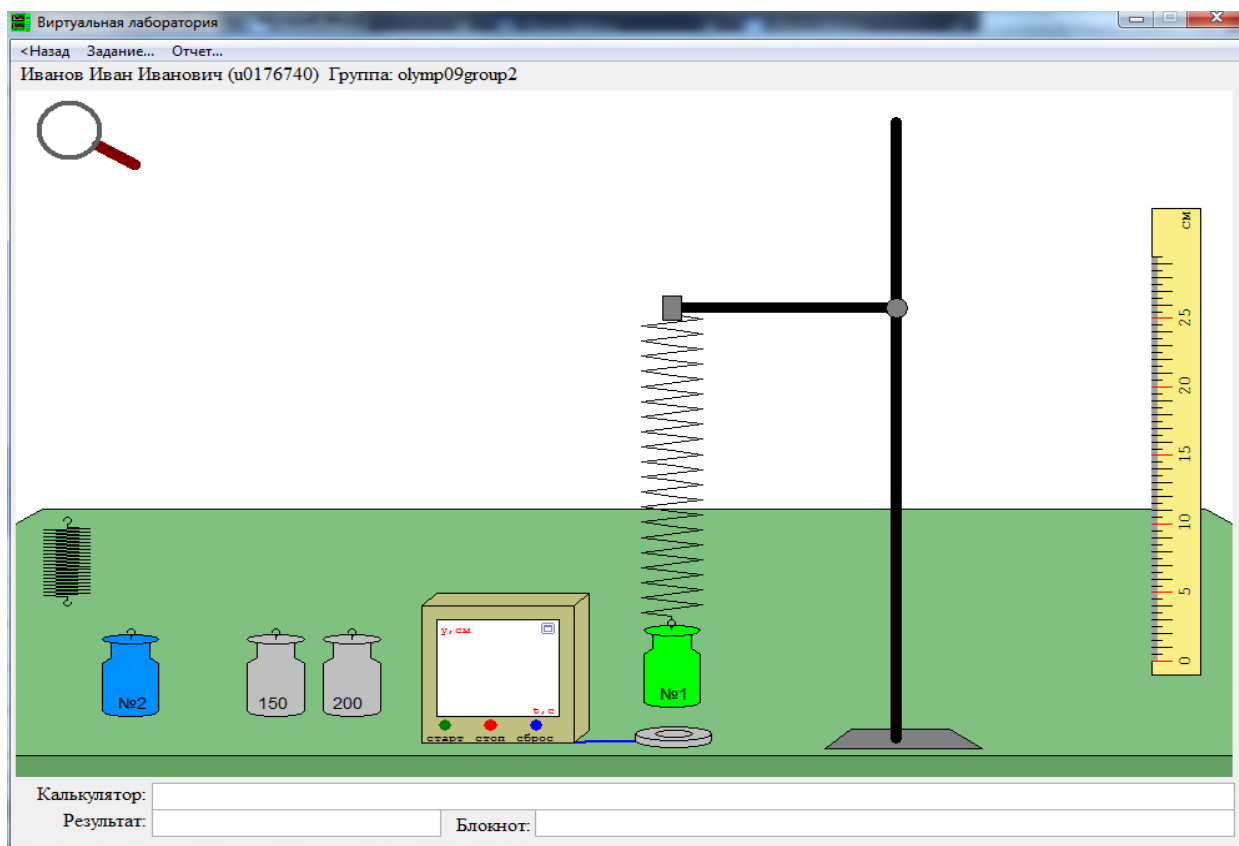 Виртуальная лаборатория
<Назад Задание... Отчет...
Иванов Иван Иванович (u0176740) Группа: olymp09group2
см
25
20
15
10
5
0
y,см
t,с
старт стоп сброс
№2
150
200
№1
Калькулятор:
Результат:
Блокнот: